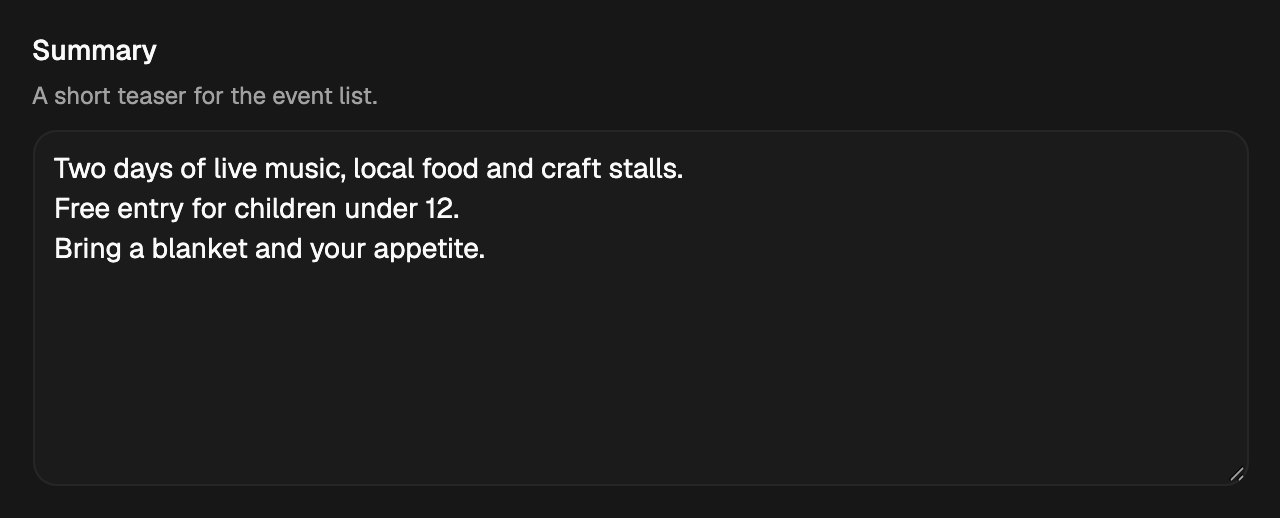 Summary
A short teaser for the event list.
Two days of live music, local food and craft stalls.
Free entry for children under 12.
Bring a blanket and your appetite.